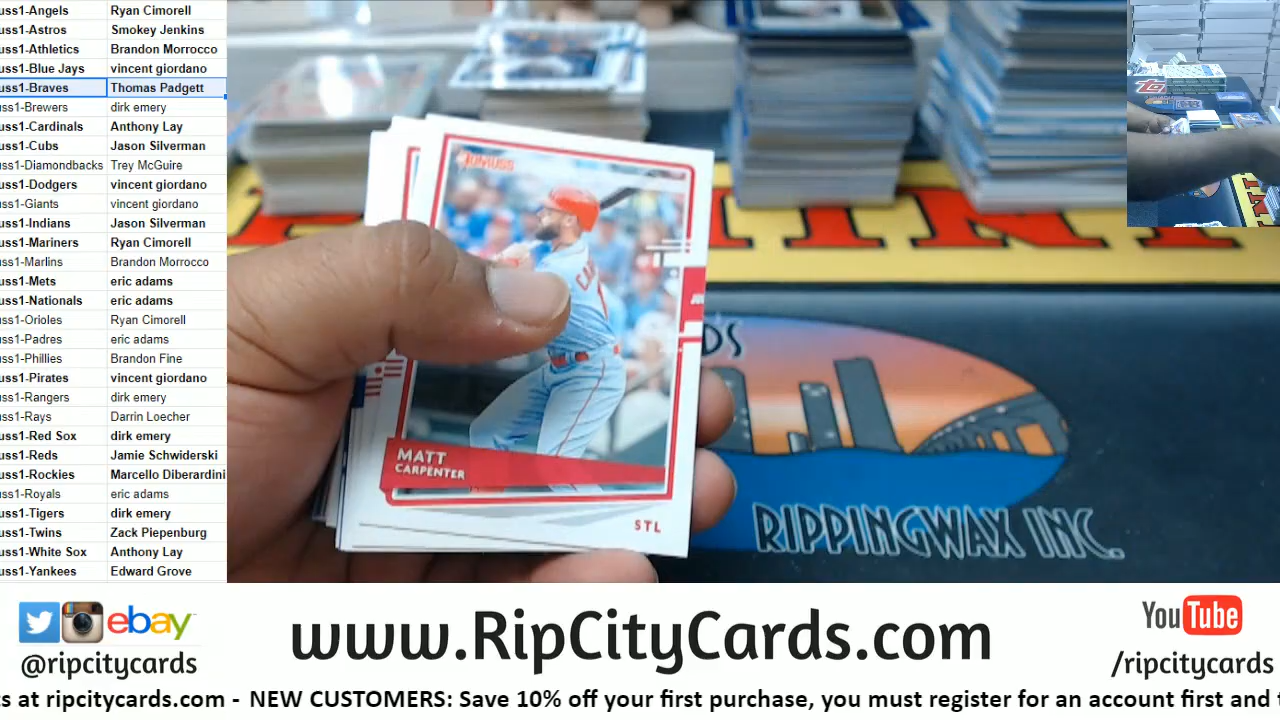 uss1-Angels Ryan Cimorell
uss1-Astros Smokey Jenkins
uss1-Athletics Brandon Morrocco
uss1-Blue Jays vincent giordano
uss1-Braves Thomas Padgett
uss1-Brewers dirk emery
uss1-Cardinals Anthony Lay
uss1-Cubs Jason Silverman
uss1-Diamondbacks Trey McGuire
uss1-Dodgers vincent giordano
uss1-Giants vincent giordano
uss1-Indians Jason Silverman
uss1-Mariners Ryan Cimorell
uss1-Marlins Brandon Morrocco
uss1-Mets eric adams
uss1-Nationals eric adams
uss1-Orioles Ryan Cimorell
uss1-Padres eric adams
uss1-Phillies Brandon Fine
uss1-Pirates vincent giordano
uss1-Rangers dirk emery
uss1-Rays Darrin Loecher
uss1-Red Sox dirk emery
uss1-Reds Jamie Schwiderski
uss1-Rockies Marcello Diberardini
uss1-Royals eric adams
uss1-Tigers dirk emery
uss1-Twins Zack Piepenburg
uss1-White Sox Anthony Lay
uss1-Yankees Edward Grove
MATT
CARPENTER
STL
RIPPINGWAX INC.
ebay
@ripcitycards
www.RipCityCards.com
YouTube
/ripcitycards
s at ripcitycards.com - NEW CUSTOMERS: Save 10% off your first purchase, you must register for an account first and t